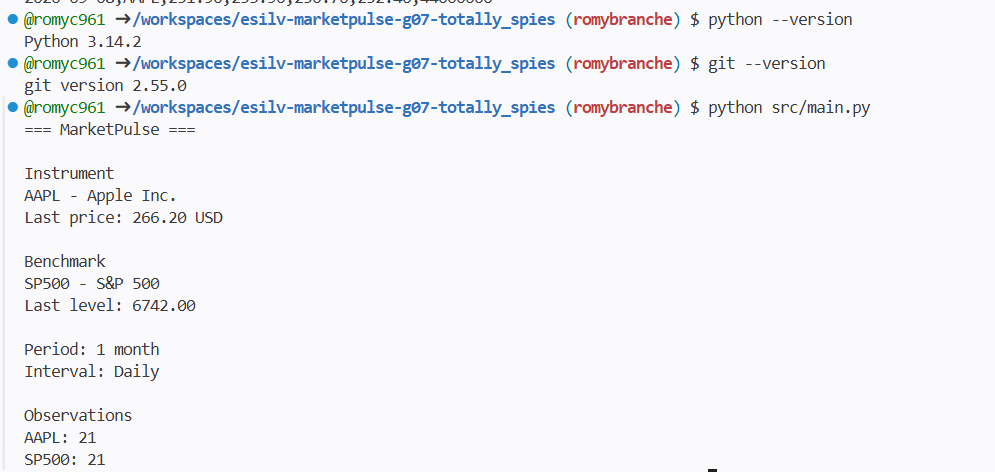 @romyc961 ➜/workspaces/esilv-marketpulse-g07-totally_spies (romybranche) $ python --version
Python 3.14.2
@romyc961 ➜/workspaces/esilv-marketpulse-g07-totally_spies (romybranche) $ git --version
git version 2.55.0
@romyc961 ➜/workspaces/esilv-marketpulse-g07-totally_spies (romybranche) $ python src/main.py
=== MarketPulse ===
Instrument
AAPL - Apple Inc.
Last price: 266.20 USD
Benchmark
SP500 - S&P 500
Last level: 6742.00
Period: 1 month
Interval: Daily
Observations
AAPL: 21
SP500: 21